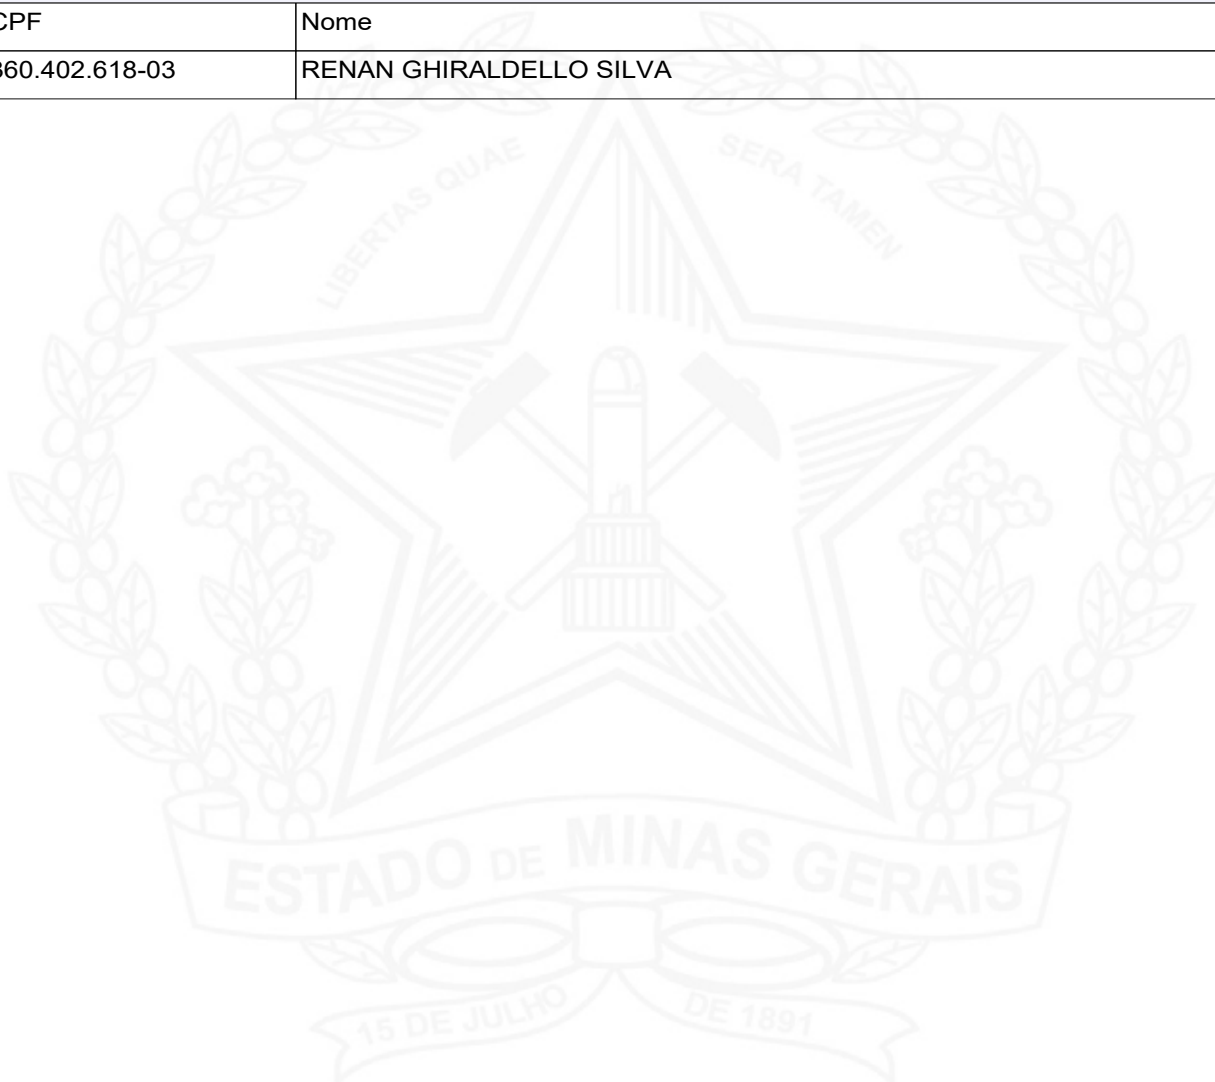 CPF Nome
360.402.618-03 RENAN GHIRALDELLO SILVA
LIBERTAS QUAE SERA TAMEN
ESTADO DE MINAS GERAIS
15 DE JULHO DE 1891